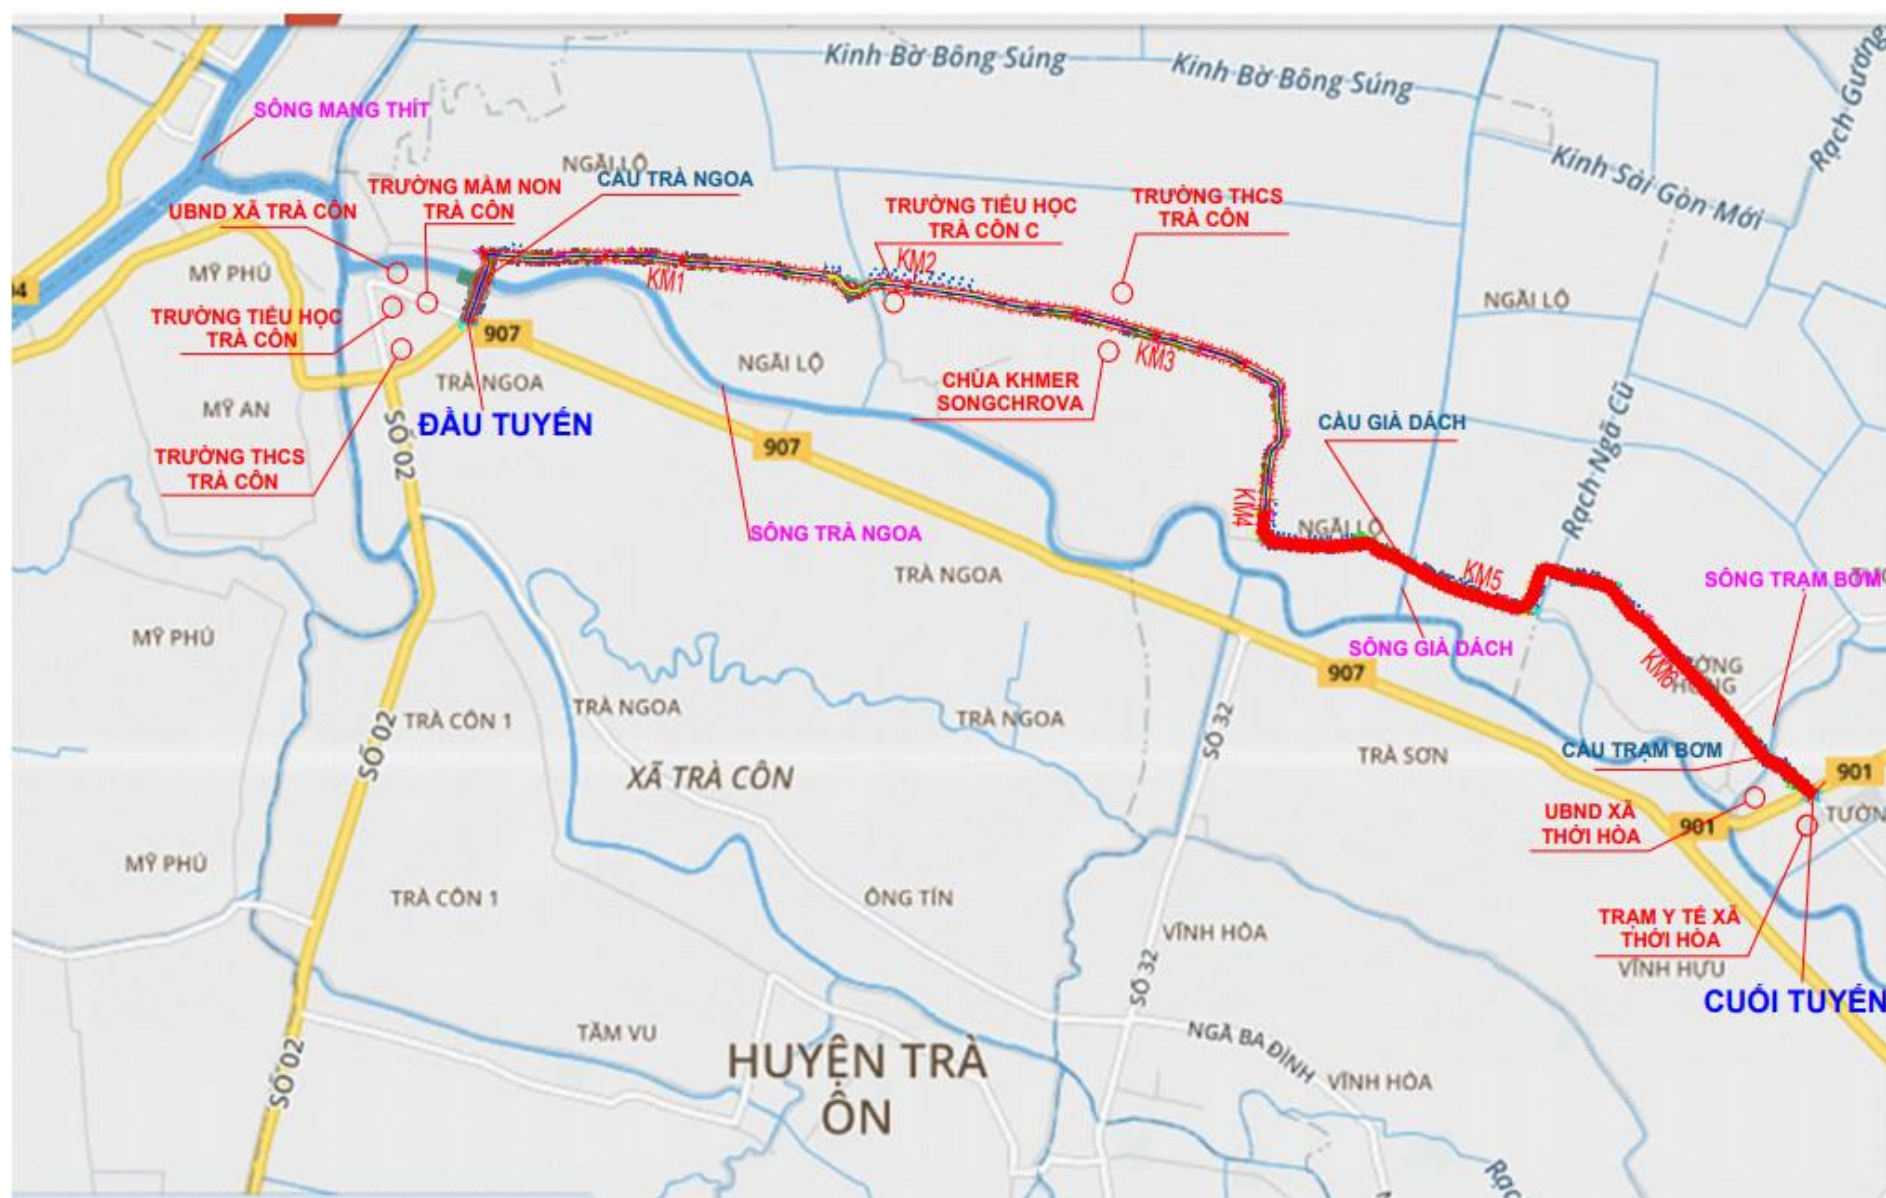 Kinh Bờ Bông Súng
Kinh Bờ Bông Súng
Rạch Gương
SÔNG MANG THÍT
NGÃI LỘ
CẦU TRÀ NGOA
TRƯỜNG MẦM NON
TRÀ CÔN
UBND XÃ TRÀ CÔN
TRƯỜNG TIỂU HỌC
TRÀ CÔN C
TRƯỜNG THCS
TRÀ CÔN
Kinh Sài Gòn Mới
MỸ PHÚ
KM1
KM2
04
NGÃI LỘ
TRƯỜNG TIỂU HỌC
TRÀ CÔN
907
KM3
NGÃI LỘ
TRÀ NGOA
CHÙA KHMER
SONGCHROVA
MỸ AN
ĐẦU TUYẾN
SỐ 02
CẦU GIÀ DÁCH
907
Rạch Ngã Cũ
TRƯỜNG THCS
TRÀ CÔN
KM4
NGÃI LỘ
SÔNG TRÀ NGOA
TRÀ NGOA
KM5
SÔNG TRẠM BƠM
MỸ PHÚ
SÔNG GIÀ DÁCH
907
KM6
TRÀ NGOA
TRÀ CÔN 1
TRÀ NGOA
SỐ 32
SỐ 02
TRÀ SƠN
CẦU TRẠM BƠM
XÃ TRÀ CÔN
901
UBND XÃ
THỚI HÒA
901
TƯỜN
MỸ PHÚ
TRÀ CÔN 1
ÔNG TÍN
VĨNH HÒA
TRẠM Y TẾ XÃ
THỚI HÒA
VĨNH HỰU
SỐ 32
CUỐI TUYẾN
TẦM VU
HUYỆN TRÀ
ÔN
NGÃ BA ĐÌNH
VĨNH HÒA
SỐ 02
Rạc